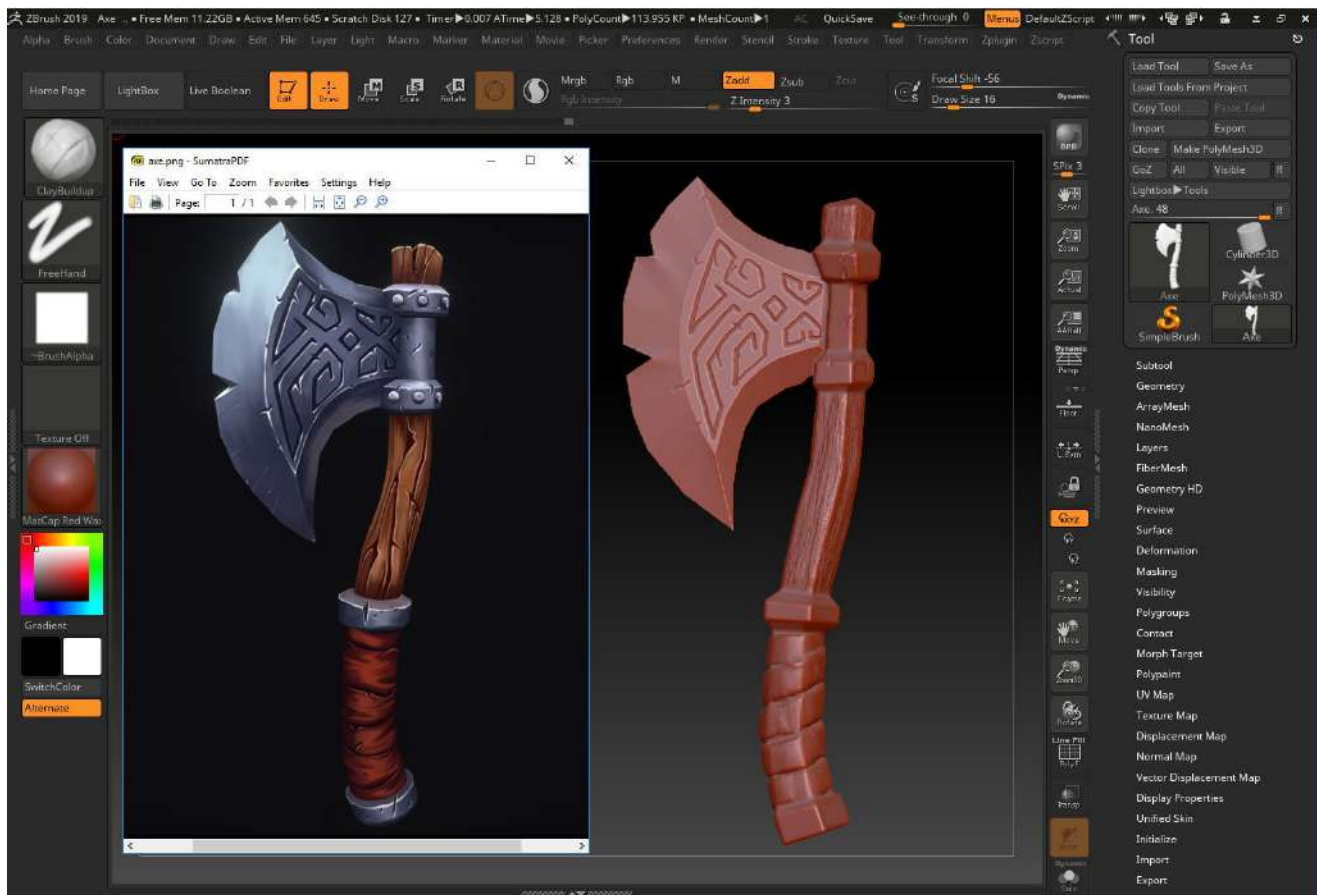 ZBrush 2019 Axe .. • Free Mem 11.22GB • Active Mem 645 • Scratch Disk 127 • Timer▶0.007 ATime▶5.128 • PolyCount▶113.955 KP • MeshCount▶1 AC QuickSave See-through 0 Menus DefaultZScript
Alpha Brush Color Document Draw Edit File Layer Light Macro Marker Material Movie Picker Preferences Render Stencil Stroke Texture Tool Transform Zplugin Zscript
Home Page LightBox Live Boolean Edit Draw Move Scale Rotate
Mrgb Rgb M Zadd Zsub Zcut
Focal Shift -56
Rgb Intensity Z Intensity 3
S Draw Size 16 Dynamic
ClayBuildup
FreeHand
~BrushAlpha
Texture Off
MatCap Red Wax
Gradient
SwitchColor
Alternate
axe.png - SumatraPDF
File View Go To Zoom Favorites Settings Help
Page: 1 / 1
BPR
SPix 3
Scroll
Zoom
Actual
AAHalf
Dynamic
Persp
Floor
L.Sym
XYZ
Frame
Move
Zoom3D
Rotate
Line Fill
PolyF
Transp
Dynamic
Solo
Tool
Load Tool Save As
Load Tools From Project
Copy Tool Paste Tool
Import Export
Clone Make PolyMesh3D
GoZ All Visible R
Lightbox▶Tools
Axe. 48 R
Axe Cylinder3D
PolyMesh3D
SimpleBrush Axe
Subtool
Geometry
ArrayMesh
NanoMesh
Layers
FiberMesh
Geometry HD
Preview
Surface
Deformation
Masking
Visibility
Polygroups
Contact
Morph Target
Polypaint
UV Map
Texture Map
Displacement Map
Normal Map
Vector Displacement Map
Display Properties
Unified Skin
Initialize
Import
Export